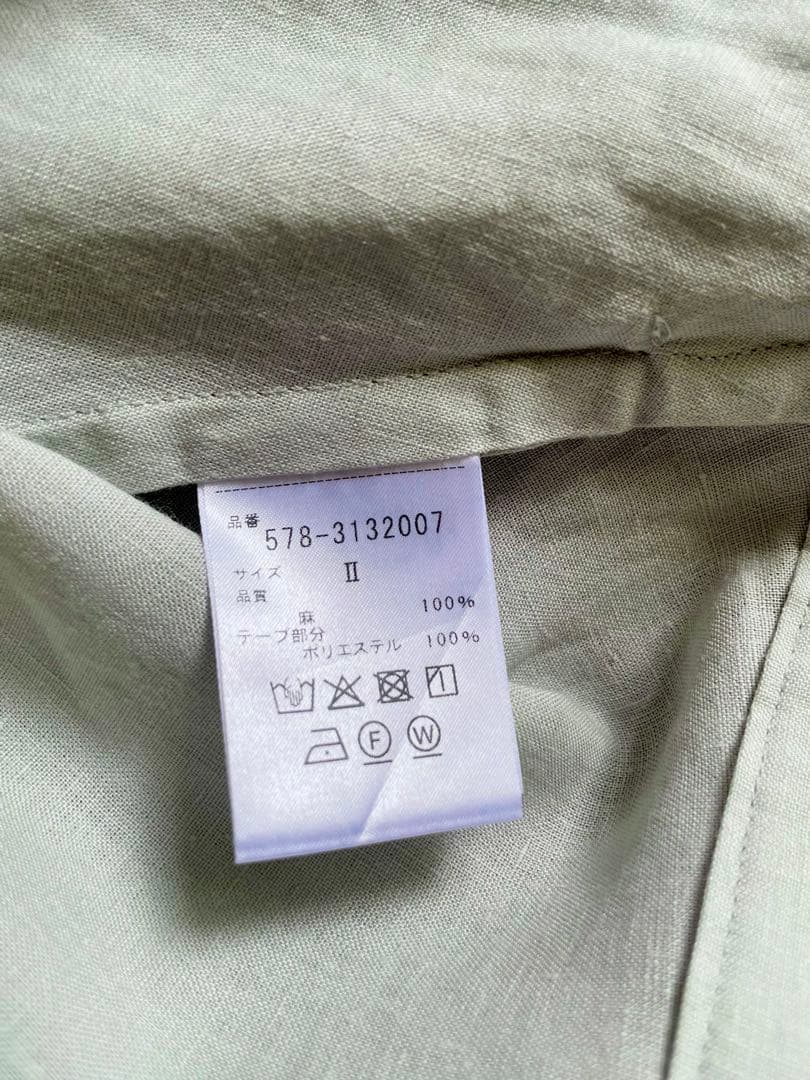 品番 578-3132007
サイズ Ⅱ
品質
麻 100%
テープ部分
ポリエステル 100%
F W